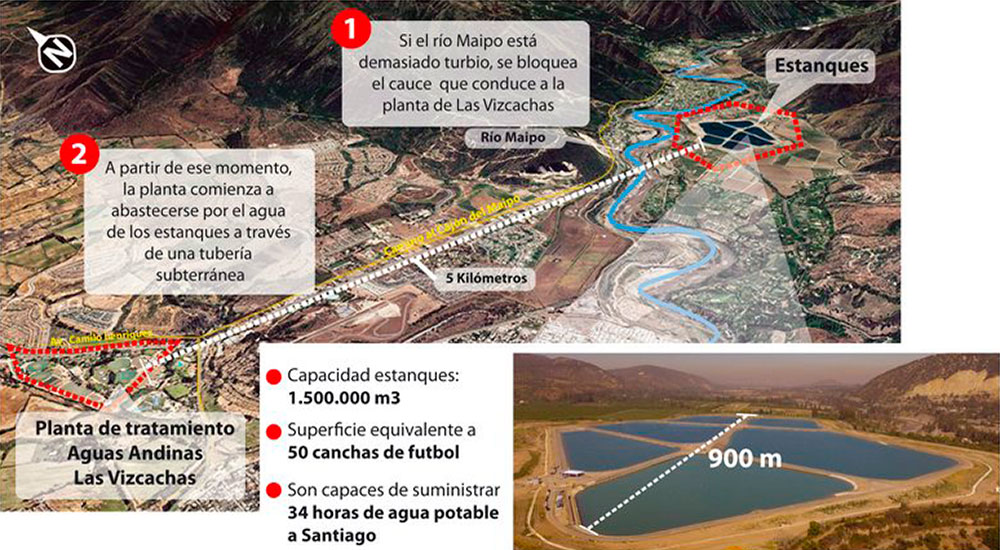 N
1
Si el río Maipo está
demasiado turbio, se bloquea
el cauce que conduce a la
planta de Las Vizcachas
Estanques
Río Maipo
2
A partir de ese momento,
la planta comienza a
abastecerse por el agua
de los estanques a través
de una tubería
subterránea
Camino al Cajón del Maipo
5 Kilómetros
Av. Camilo Henriques
Planta de tratamiento
Aguas Andinas
Las Vizcachas
Capacidad estanques:
1.500.000 m3
Superficie equivalente a
50 canchas de futbol
Son capaces de suministrar
34 horas de agua potable
a Santiago
900 m